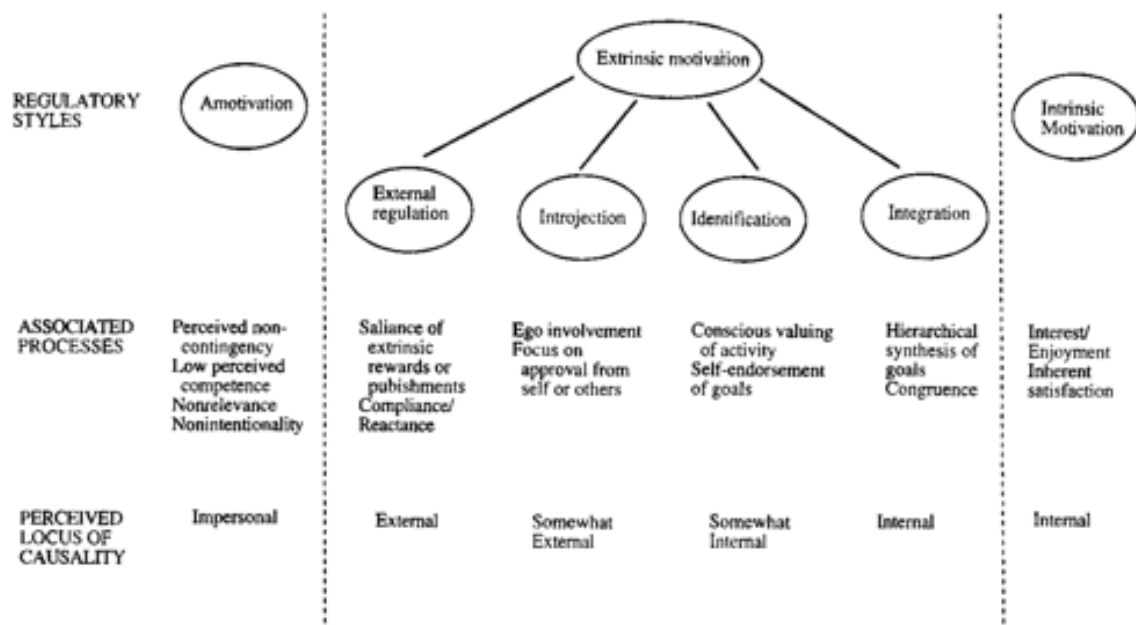 Extrinsic motivation
REGULATORY
STYLES
Amotivation
Intrinsic
Motivation
External
regulation
Introjection
Identification
Integration
ASSOCIATED
PROCESSES
Perceived non-
contingency
Low perceived
competence
Nonrelevance
Nonintentionality
Saliance of
extrinsic
rewards or
pubishments
Compliance/
Reactance
Ego involvement
Focus on
approval from
self or others
Conscious valuing
of activity
Self-endorsement
of goals
Hierarchical
synthesis of
goals
Congruence
Interest/
Enjoyment
Inherent
satisfaction
PERCEIVED
LOCUS OF
CAUSALITY
Impersonal
External
Somewhat
External
Somewhat
Internal
Internal
Internal